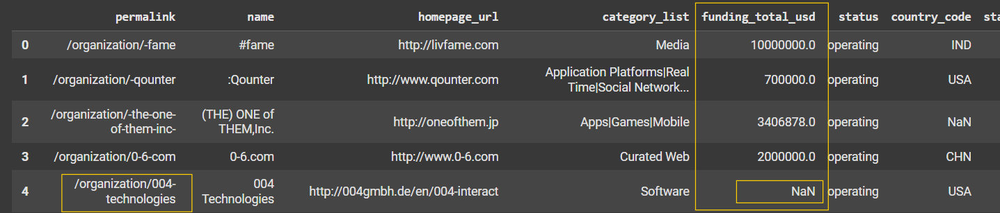 permalink name homepage_url category_list funding_total_usd status country_code sta
0 /organization/-fame #fame http://livfame.com Media 10000000.0 operating IND
1 /organization/-qounter :Qounter http://www.qounter.com Application Platforms|Real Time|Social Network... 700000.0 operating USA
2 /organization/-the-one-of-them-inc- (THE) ONE of THEM,Inc. http://oneofthem.jp Apps|Games|Mobile 3406878.0 operating NaN
3 /organization/0-6-com 0-6.com http://www.0-6.com Curated Web 2000000.0 operating CHN
4 /organization/004-technologies 004 Technologies http://004gmbh.de/en/004-interact Software NaN operating USA